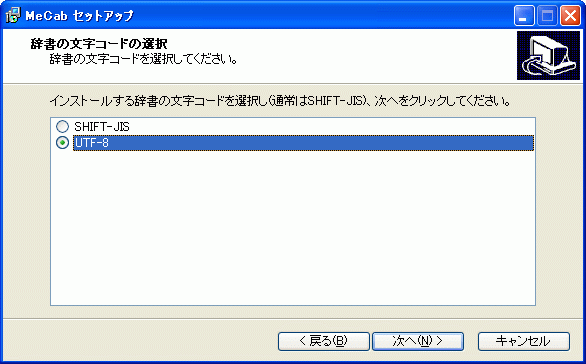 MeCab セットアップ
辞書の文字コードの選択
辞書の文字コードを選択してください。
インストールする辞書の文字コードを選択し(通常はSHIFT-JIS)、次へをクリックしてください。
SHIFT-JIS
UTF-8
< 戻る(B) 次へ(N) > キャンセル